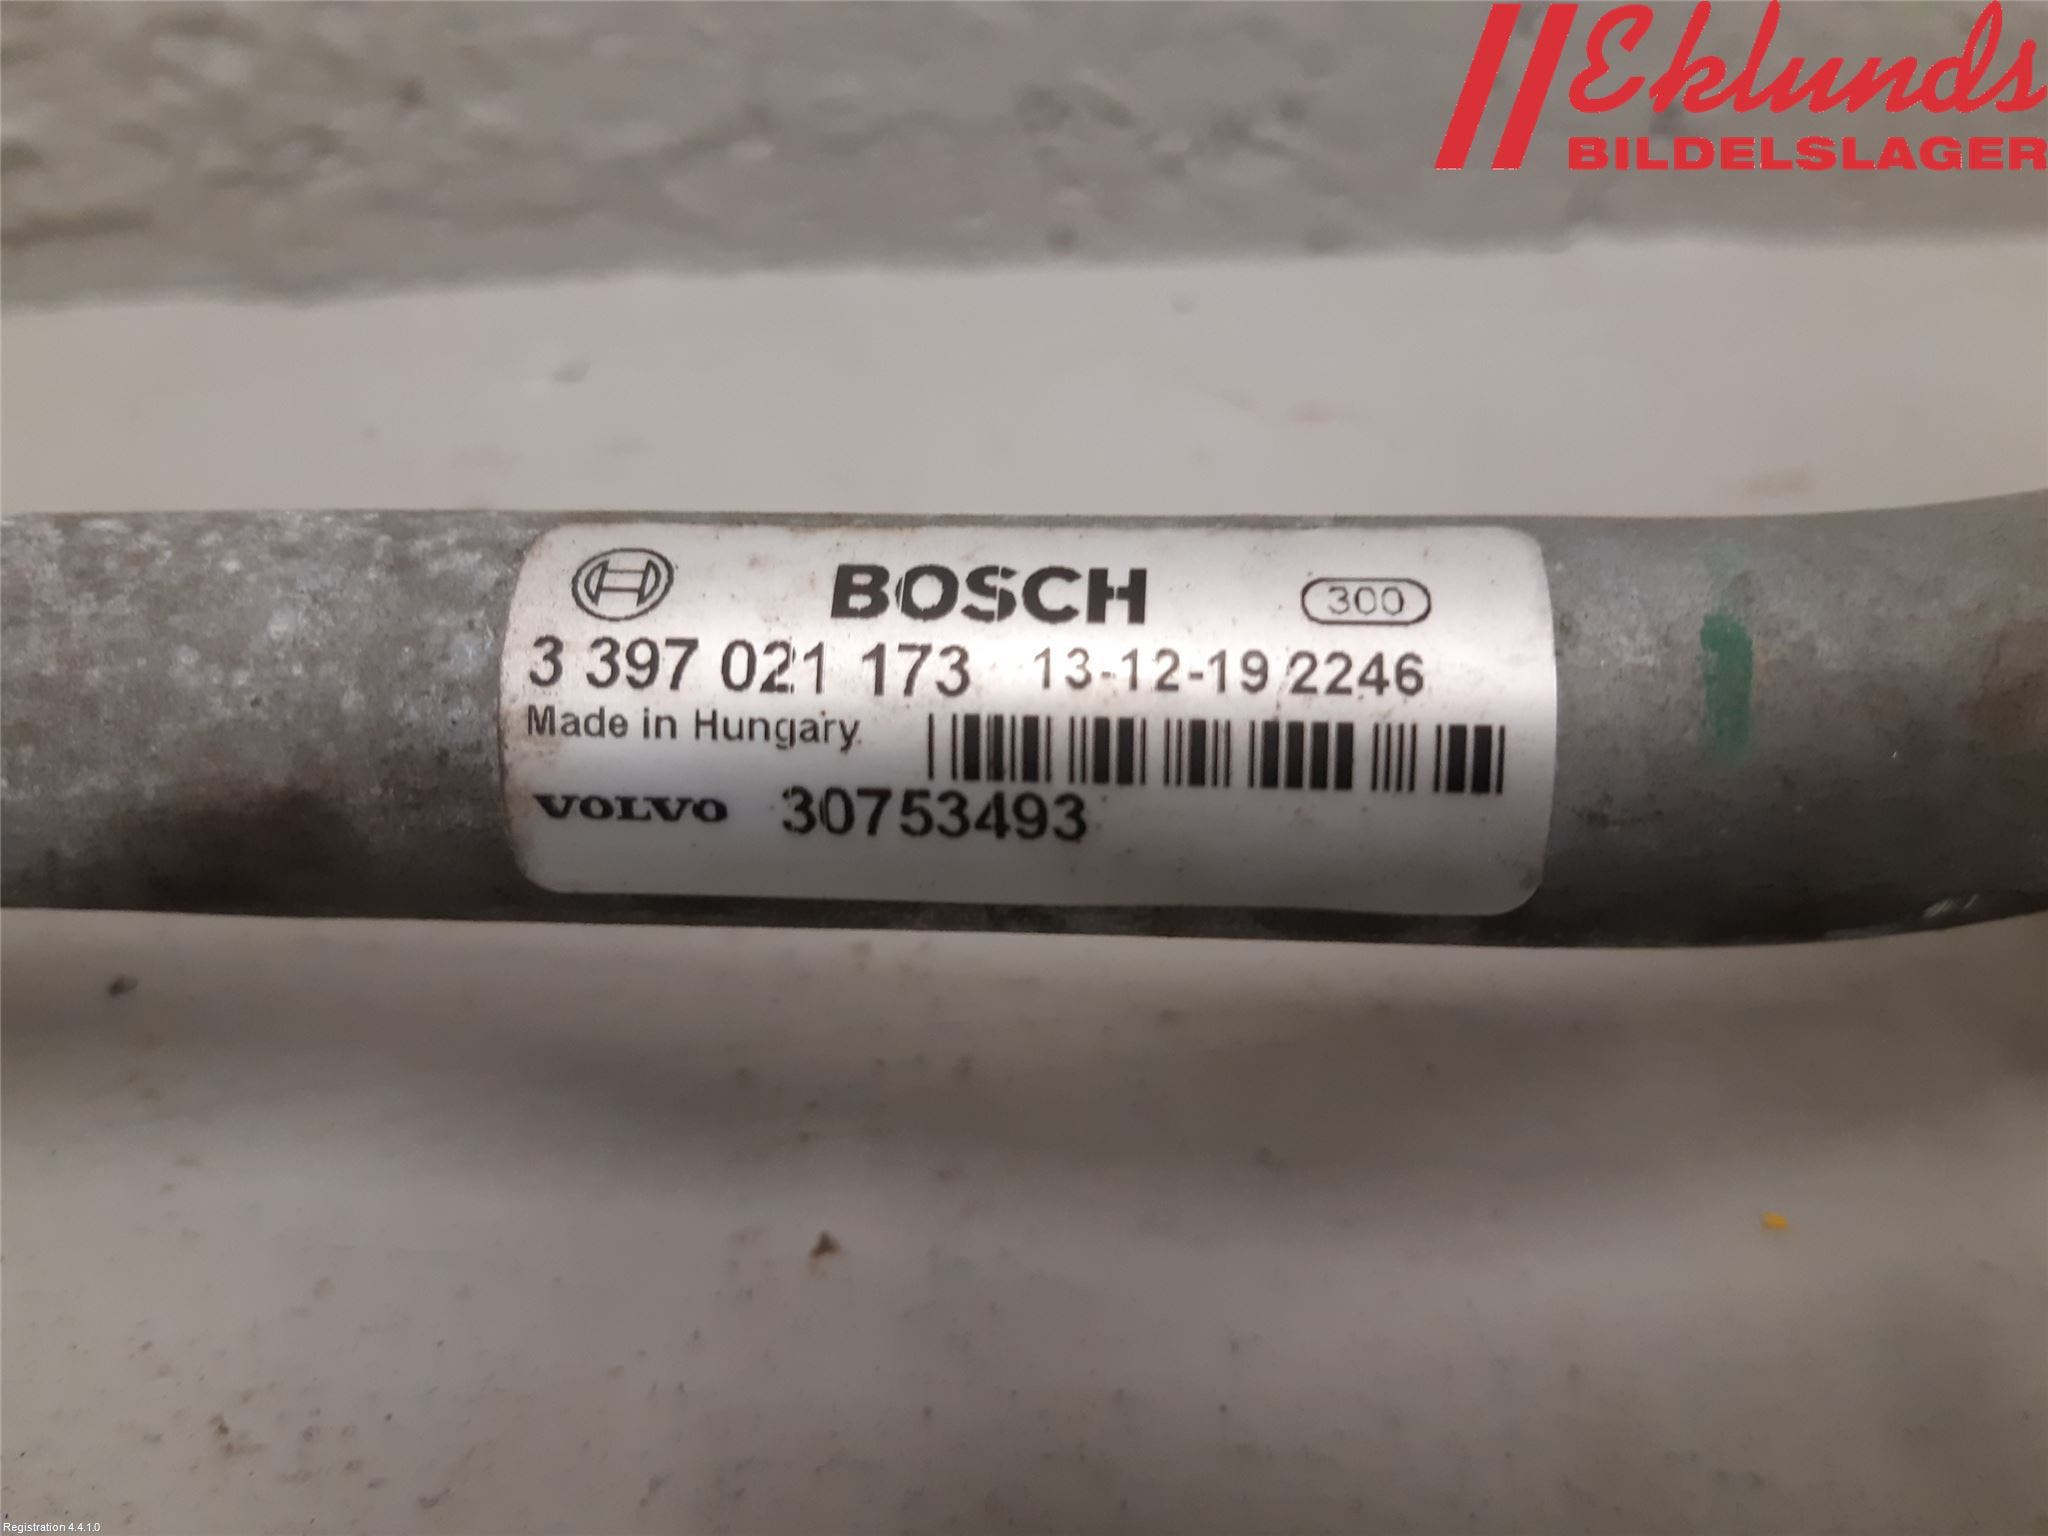 Eklunds
BILDELSLAGER
BOSCH 300
3 397 021 173 13-12-19 2246
Made in Hungary
VOLVO 30753493
Registration 4.4.1.0